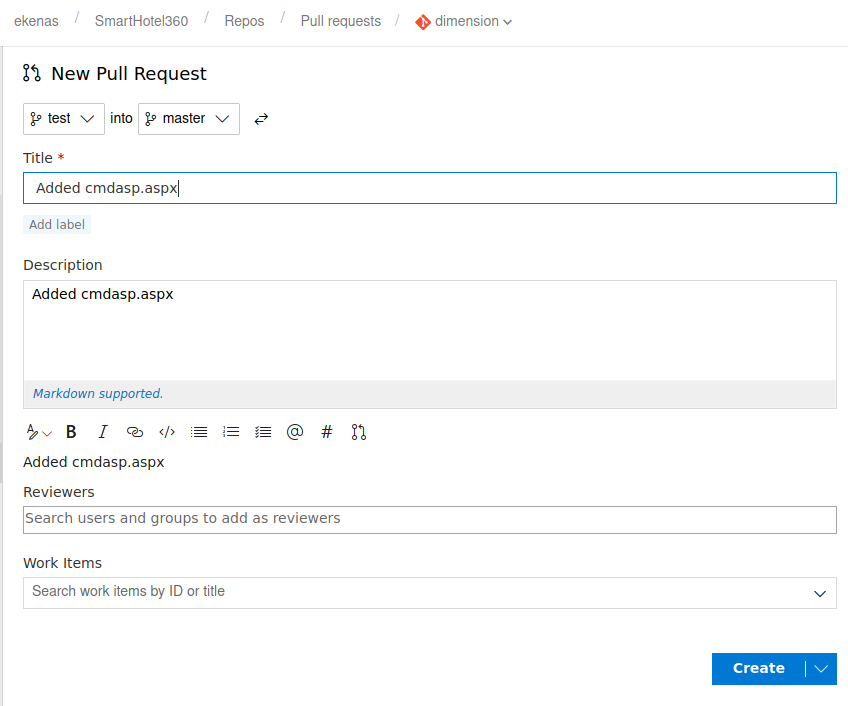 ekenas / SmartHotel360 / Repos / Pull requests / dimension
New Pull Request
test into master
Title *
Added cmdasp.aspx
Add label
Description
Added cmdasp.aspx
Markdown supported.
B I </> @ #
Added cmdasp.aspx
Reviewers
Search users and groups to add as reviewers
Work Items
Search work items by ID or title
Create